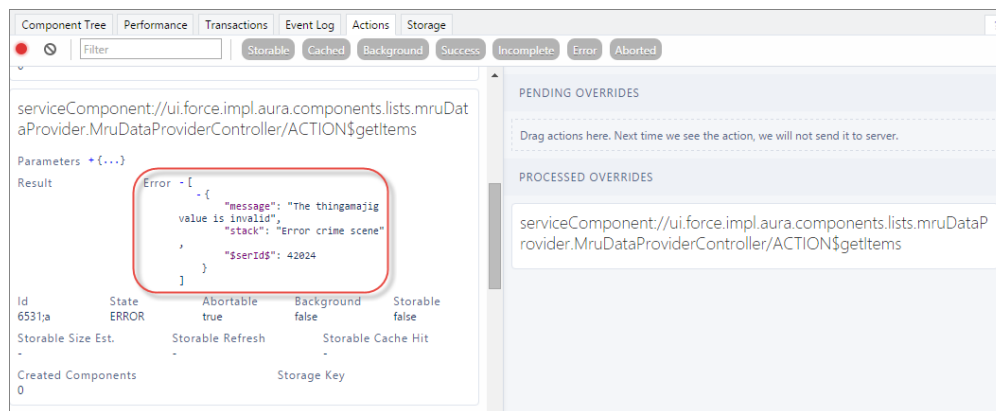 Component Tree Performance Transactions Event Log Actions Storage
Filter Storable Cached Background Success Incomplete Error Aborted
serviceComponent://ui.force.impl.aura.components.lists.mruDat
aProvider.MruDataProviderController/ACTION$getItems
Parameters +{...}
Result Error -[
-{
"message": "The thingamajig
value is invalid",
"stack": "Error crime scene"
,
"$serId$": 42024
}
]
Id State Abortable Background Storable
6531;a ERROR true false false
Storable Size Est. Storable Refresh Storable Cache Hit
- - -
Created Components Storage Key
0
PENDING OVERRIDES
Drag actions here. Next time we see the action, we will not send it to server.
PROCESSED OVERRIDES
serviceComponent://ui.force.impl.aura.components.lists.mruDataP
rovider.MruDataProviderController/ACTION$getItems